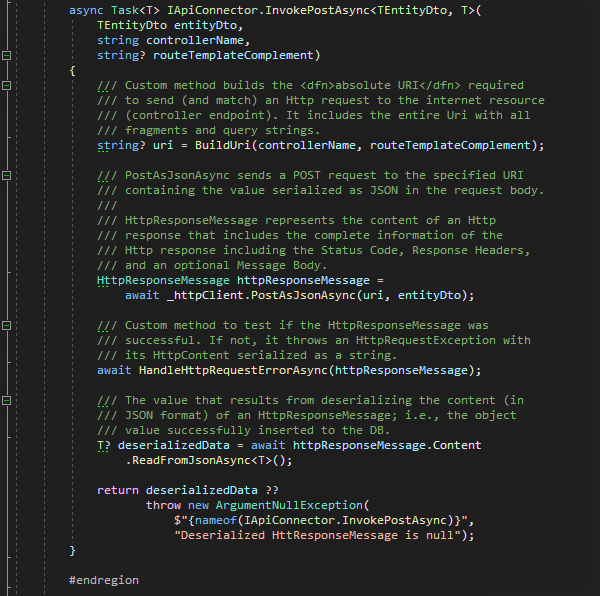 async Task<T> IApiConnector.InvokePostAsync<TEntityDto, T>(
TEntityDto entityDto,
string controllerName,
string? routeTemplateComplement)
{
/// Custom method builds the <dfn>absolute URI</dfn> required
/// to send (and match) an Http request to the internet resource
/// (controller endpoint). It includes the entire Uri with all
/// fragments and query strings.
string? uri = BuildUri(controllerName, routeTemplateComplement);
/// PostAsJsonAsync sends a POST request to the specified URI
/// containing the value serialized as JSON in the request body.
///
/// HttpResponseMessage represents the content of an Http
/// response that includes the complete information of the
/// Http response including the Status Code, Response Headers,
/// and an optional Message Body.
HttpResponseMessage httpResponseMessage =
await _httpClient.PostAsJsonAsync(uri, entityDto);
/// Custom method to test if the HttpResponseMessage was
/// successful. If not, it throws an HttpRequestException with
/// its HttpContent serialized as a string.
await HandleHttpRequestErrorAsync(httpResponseMessage);
/// The value that results from deserializing the content (in
/// JSON format) of an HttpResponseMessage; i.e., the object
/// value successfully inserted to the DB.
T? deserializedData = await httpResponseMessage.Content
.ReadFromJsonAsync<T>();
return deserializedData ??
throw new ArgumentNullException(
$"{nameof(IApiConnector.InvokePostAsync)}",
"Deserialized HttResponseMessage is null");
}
#endregion